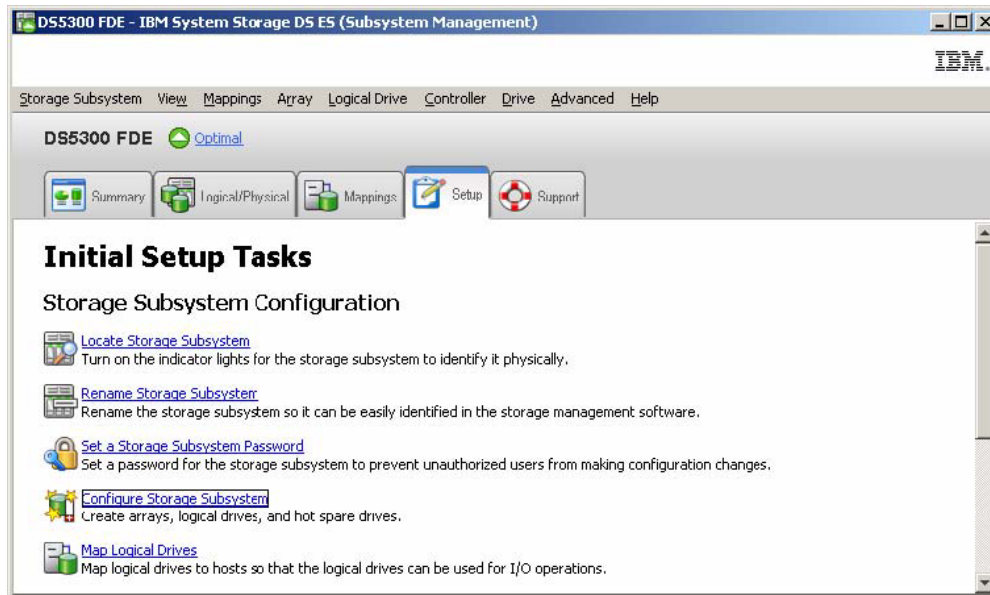 DS5300 FDE - IBM System Storage DS ES (Subsystem Management)
IBM.
Storage Subsystem View Mappings Array Logical Drive Controller Drive Advanced Help
DS5300 FDE Optimal
Summary Logical/Physical Mappings Setup Support
Initial Setup Tasks
Storage Subsystem Configuration
Locate Storage Subsystem
Turn on the indicator lights for the storage subsystem to identify it physically.
Rename Storage Subsystem
Rename the storage subsystem so it can be easily identified in the storage management software.
Set a Storage Subsystem Password
Set a password for the storage subsystem to prevent unauthorized users from making configuration changes.
Configure Storage Subsystem
Create arrays, logical drives, and hot spare drives.
Map Logical Drives
Map logical drives to hosts so that the logical drives can be used for I/O operations.